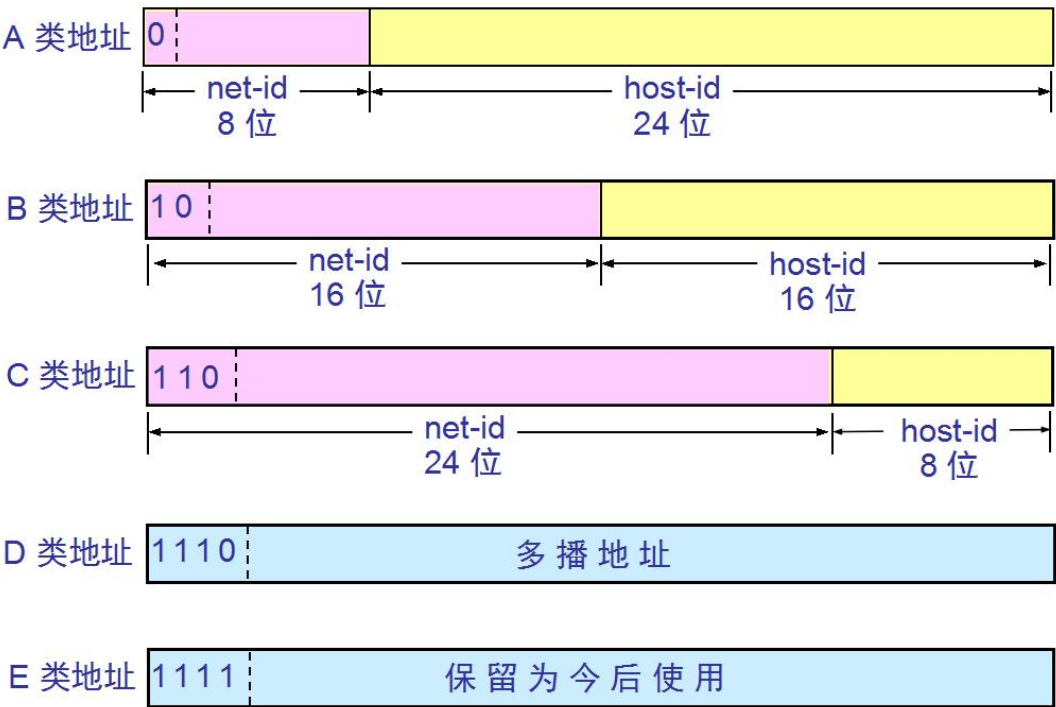 A 类地址 0
net-id host-id
8 位 24 位
B 类地址 1 0
net-id host-id
16 位 16 位
C 类地址 1 1 0
net-id host-id
24 位 8 位
D 类地址 1 1 1 0 多 播 地 址
E 类地址 1 1 1 1 保 留 为 今 后 使 用